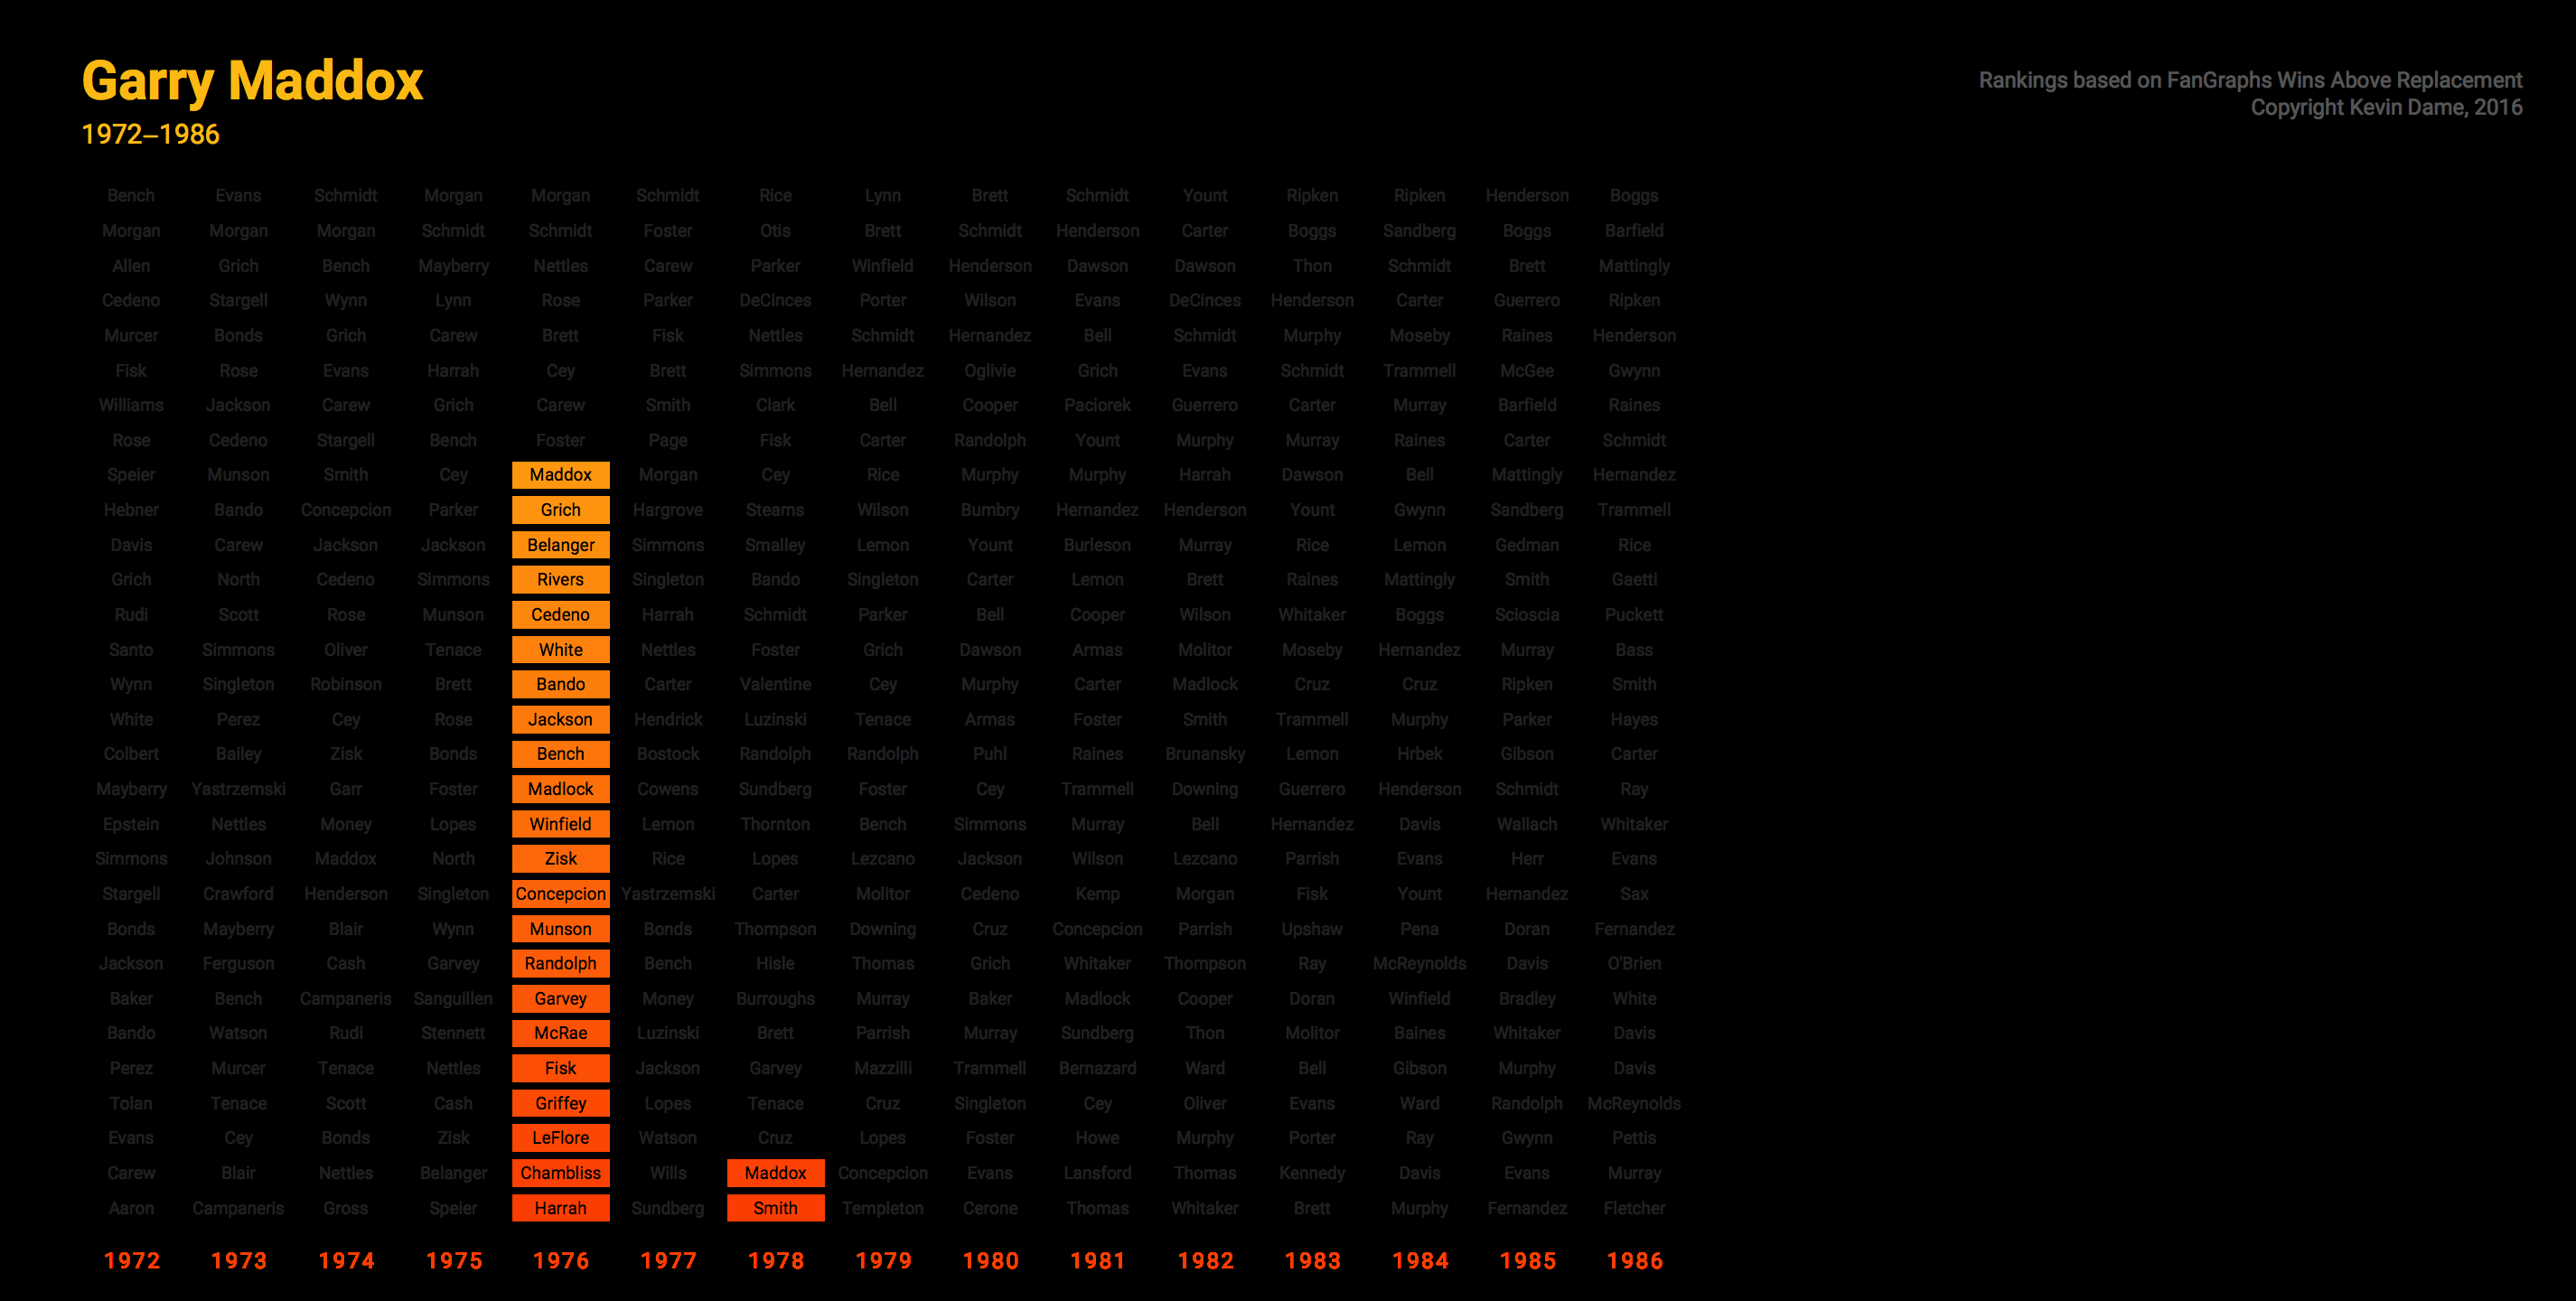 Garry Maddox
1972–1986
Rankings based on FanGraphs Wins Above Replacement
Copyright Kevin Dame, 2016
Bench Evans Schmidt Morgan Morgan Schmidt Rice Lynn Brett Schmidt Yount Ripken Ripken Henderson Boggs
Morgan Morgan Morgan Schmidt Schmidt Foster Otis Brett Schmidt Henderson Carter Boggs Sandberg Boggs Barfield
Allen Grich Bench Mayberry Nettles Carew Parker Winfield Henderson Dawson Dawson Thon Schmidt Brett Mattingly
Cedeno Stargell Wynn Lynn Rose Parker DeCinces Porter Wilson Evans DeCinces Henderson Carter Guerrero Ripken
Murcer Bonds Grich Carew Brett Fisk Nettles Schmidt Hernandez Bell Schmidt Murphy Moseby Raines Henderson
Fisk Rose Evans Harrah Cey Brett Simmons Hernandez Oglivie Grich Evans Schmidt Trammell McGee Gwynn
Williams Jackson Carew Grich Carew Smith Clark Bell Cooper Paciorek Guerrero Carter Murray Barfield Raines
Rose Cedeno Stargell Bench Foster Page Fisk Carter Randolph Yount Murphy Murray Raines Carter Schmidt
Speier Munson Smith Cey Maddox Morgan Cey Rice Murphy Murphy Harrah Dawson Bell Mattingly Hernandez
Hebner Bando Concepcion Parker Grich Hargrove Stearns Wilson Bumbry Hernandez Henderson Yount Gwynn Sandberg Trammell
Davis Carew Jackson Jackson Belanger Simmons Smalley Lemon Yount Burleson Murray Rice Lemon Gedman Rice
Grich North Cedeno Simmons Rivers Singleton Bando Singleton Carter Lemon Brett Raines Mattingly Smith Gaetti
Rudi Scott Rose Munson Cedeno Harrah Schmidt Parker Bell Cooper Wilson Whitaker Boggs Scioscia Puckett
Santo Simmons Oliver Tenace White Nettles Foster Grich Dawson Armas Molitor Moseby Hernandez Murray Bass
Wynn Singleton Robinson Brett Bando Carter Valentine Cey Murphy Carter Madlock Cruz Cruz Ripken Smith
White Perez Cey Rose Jackson Hendrick Luzinski Tenace Armas Foster Smith Trammell Murphy Parker Hayes
Colbert Bailey Zisk Bonds Bench Bostock Randolph Randolph Puhl Raines Brunansky Lemon Hrbek Gibson Carter
Mayberry Yastrzemski Garr Foster Madlock Cowens Sundberg Foster Cey Trammell Downing Guerrero Henderson Schmidt Ray
Epstein Nettles Money Lopes Winfield Lemon Thornton Bench Simmons Murray Bell Hernandez Davis Wallach Whitaker
Simmons Johnson Maddox North Zisk Rice Lopes Lezcano Jackson Wilson Lezcano Parrish Evans Herr Evans
Stargell Crawford Henderson Singleton Concepcion Yastrzemski Carter Molitor Cedeno Kemp Morgan Fisk Yount Hernandez Sax
Bonds Mayberry Blair Wynn Munson Bonds Thompson Downing Cruz Concepcion Parrish Upshaw Pena Doran Fernandez
Jackson Ferguson Cash Garvey Randolph Bench Hisle Thomas Grich Whitaker Thompson Ray McReynolds Davis O'Brien
Baker Bench Campaneris Sanguillen Garvey Money Burroughs Murray Baker Madlock Cooper Doran Winfield Bradley White
Bando Watson Rudi Stennett McRae Luzinski Brett Parrish Murray Sundberg Thon Molitor Baines Whitaker Davis
Perez Murcer Tenace Nettles Fisk Jackson Garvey Mazzilli Trammell Bernazard Ward Bell Gibson Murphy Davis
Tolan Tenace Scott Cash Griffey Lopes Tenace Cruz Singleton Cey Oliver Evans Ward Randolph McReynolds
Evans Cey Bonds Zisk LeFlore Watson Cruz Lopes Foster Howe Murphy Porter Ray Gwynn Pettis
Carew Blair Nettles Belanger Chambliss Wills Maddox Concepcion Evans Lansford Thomas Kennedy Davis Evans Murray
Aaron Campaneris Gross Speier Harrah Sundberg Smith Templeton Cerone Thomas Whitaker Brett Murphy Fernandez Fletcher
1972 1973 1974 1975 1976 1977 1978 1979 1980 1981 1982 1983 1984 1985 1986